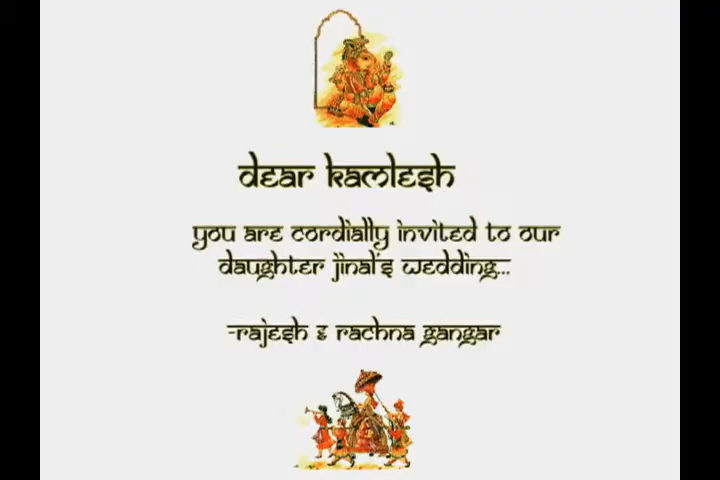 Dear Kamlesh
you are cordially invited to our
daughter Jinal's wedding...
-Rajesh & Rachna Gangar